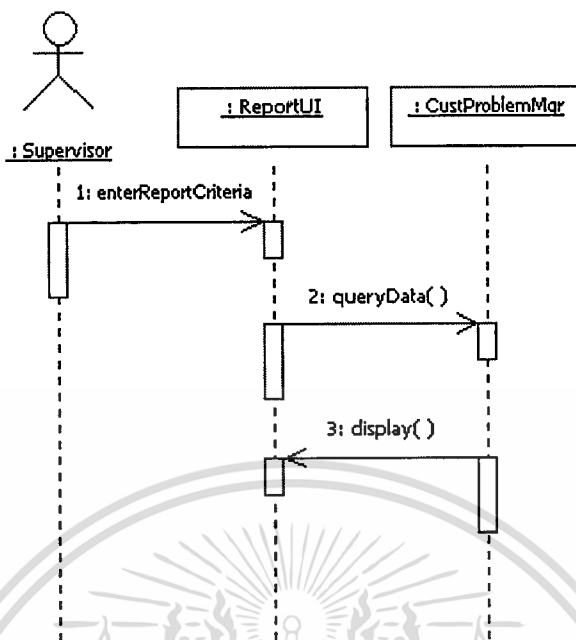 : ReportUI
: CustProblemMgr
: Supervisor
1: enterReportCriteria
2: queryData( )
3: display( )